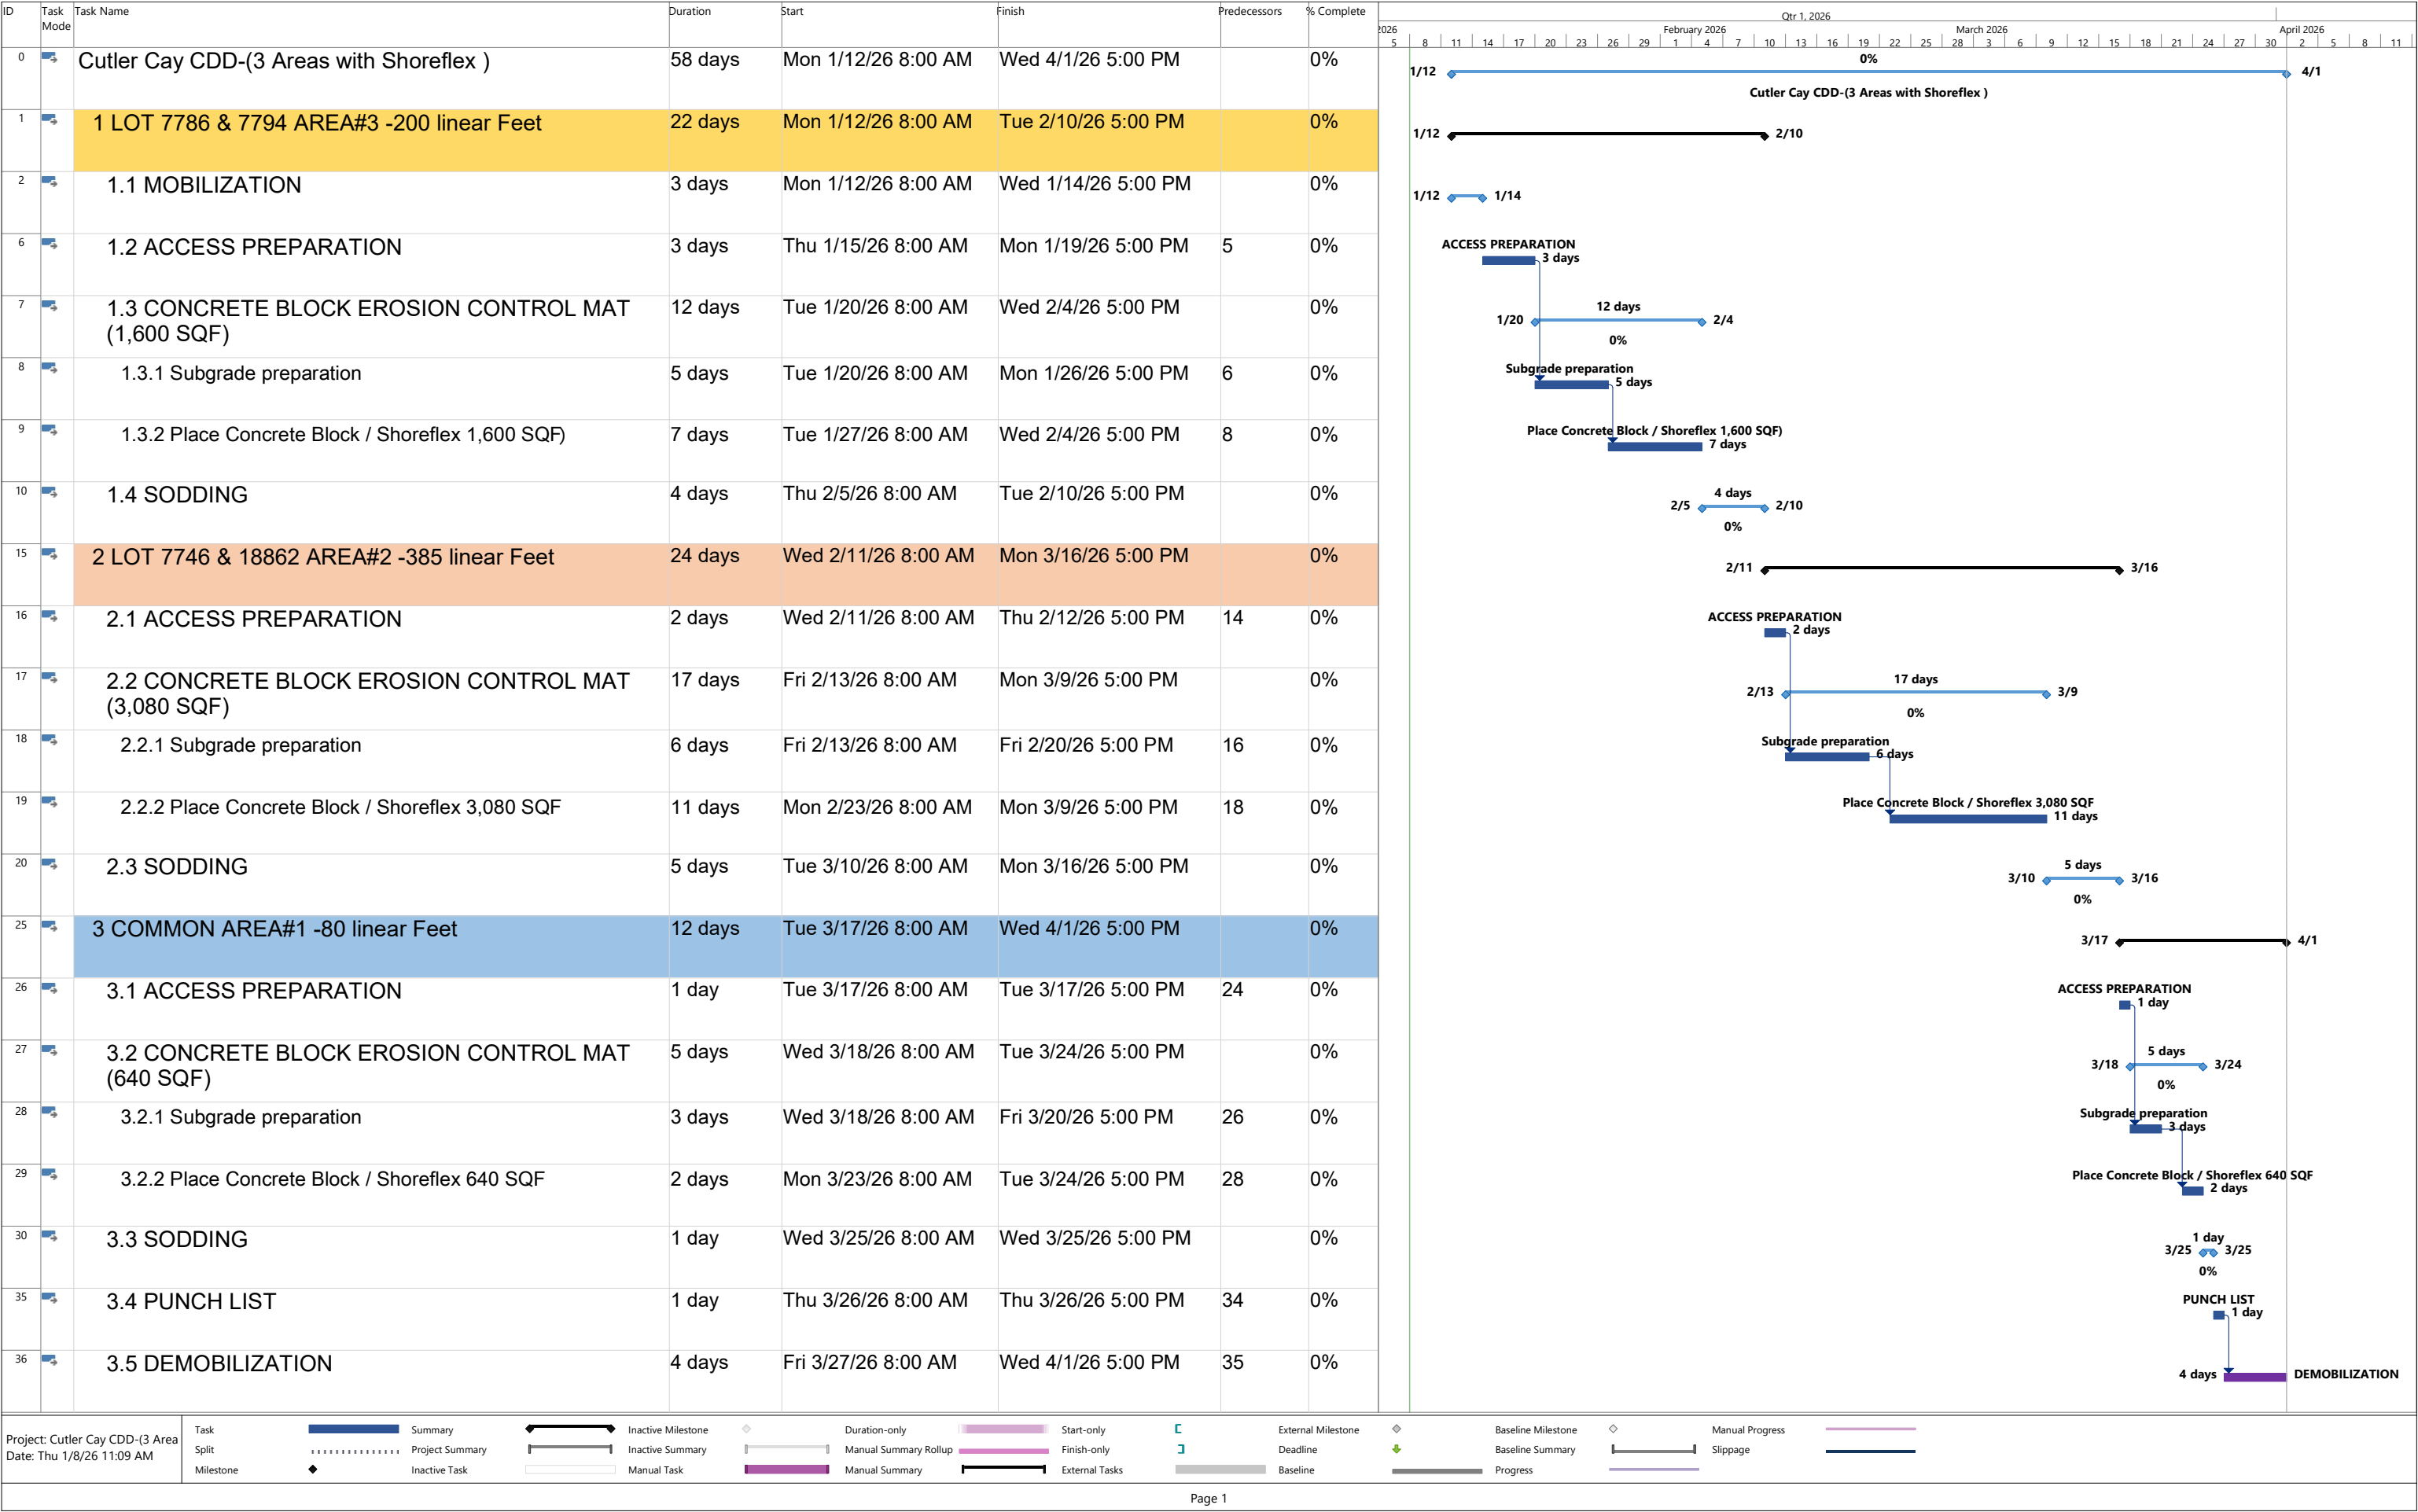 ID Task Mode Task Name Duration Start Finish Predecessors % Complete
Qtr 1, 2026
2026 February 2026 March 2026 April 2026
5 8 11 14 17 20 23 26 29 1 4 7 10 13 16 19 22 25 28 3 6 9 12 15 18 21 24 27 30 2 5 8 11
0 Cutler Cay CDD-(3 Areas with Shoreflex ) 58 days Mon 1/12/26 8:00 AM Wed 4/1/26 5:00 PM 0%
0%
1/12 4/1
Cutler Cay CDD-(3 Areas with Shoreflex )
1 1 LOT 7786 & 7794 AREA#3 -200 linear Feet 22 days Mon 1/12/26 8:00 AM Tue 2/10/26 5:00 PM 0%
1/12 2/10
2 1.1 MOBILIZATION 3 days Mon 1/12/26 8:00 AM Wed 1/14/26 5:00 PM 0%
1/12 1/14
6 1.2 ACCESS PREPARATION 3 days Thu 1/15/26 8:00 AM Mon 1/19/26 5:00 PM 5 0%
ACCESS PREPARATION
3 days
7 1.3 CONCRETE BLOCK EROSION CONTROL MAT 12 days Tue 1/20/26 8:00 AM Wed 2/4/26 5:00 PM 0%
(1,600 SQF)
12 days
1/20 2/4
0%
8 1.3.1 Subgrade preparation 5 days Tue 1/20/26 8:00 AM Mon 1/26/26 5:00 PM 6 0%
Subgrade preparation
5 days
9 1.3.2 Place Concrete Block / Shoreflex 1,600 SQF) 7 days Tue 1/27/26 8:00 AM Wed 2/4/26 5:00 PM 8 0%
Place Concrete Block / Shoreflex 1,600 SQF)
7 days
10 1.4 SODDING 4 days Thu 2/5/26 8:00 AM Tue 2/10/26 5:00 PM 0%
4 days
2/5 2/10
0%
15 2 LOT 7746 & 18862 AREA#2 -385 linear Feet 24 days Wed 2/11/26 8:00 AM Mon 3/16/26 5:00 PM 0%
2/11 3/16
16 2.1 ACCESS PREPARATION 2 days Wed 2/11/26 8:00 AM Thu 2/12/26 5:00 PM 14 0%
ACCESS PREPARATION
2 days
17 2.2 CONCRETE BLOCK EROSION CONTROL MAT 17 days Fri 2/13/26 8:00 AM Mon 3/9/26 5:00 PM 0%
(3,080 SQF)
17 days
2/13 3/9
0%
18 2.2.1 Subgrade preparation 6 days Fri 2/13/26 8:00 AM Fri 2/20/26 5:00 PM 16 0%
Subgrade preparation
6 days
19 2.2.2 Place Concrete Block / Shoreflex 3,080 SQF 11 days Mon 2/23/26 8:00 AM Mon 3/9/26 5:00 PM 18 0%
Place Concrete Block / Shoreflex 3,080 SQF
11 days
20 2.3 SODDING 5 days Tue 3/10/26 8:00 AM Mon 3/16/26 5:00 PM 0%
5 days
3/10 3/16
0%
25 3 COMMON AREA#1 -80 linear Feet 12 days Tue 3/17/26 8:00 AM Wed 4/1/26 5:00 PM 0%
3/17 4/1
26 3.1 ACCESS PREPARATION 1 day Tue 3/17/26 8:00 AM Tue 3/17/26 5:00 PM 24 0%
ACCESS PREPARATION
1 day
27 3.2 CONCRETE BLOCK EROSION CONTROL MAT 5 days Wed 3/18/26 8:00 AM Tue 3/24/26 5:00 PM 0%
(640 SQF)
5 days
3/18 3/24
0%
28 3.2.1 Subgrade preparation 3 days Wed 3/18/26 8:00 AM Fri 3/20/26 5:00 PM 26 0%
Subgrade preparation
3 days
29 3.2.2 Place Concrete Block / Shoreflex 640 SQF 2 days Mon 3/23/26 8:00 AM Tue 3/24/26 5:00 PM 28 0%
Place Concrete Block / Shoreflex 640 SQF
2 days
30 3.3 SODDING 1 day Wed 3/25/26 8:00 AM Wed 3/25/26 5:00 PM 0%
1 day
3/25 3/25
0%
35 3.4 PUNCH LIST 1 day Thu 3/26/26 8:00 AM Thu 3/26/26 5:00 PM 34 0%
PUNCH LIST
1 day
36 3.5 DEMOBILIZATION 4 days Fri 3/27/26 8:00 AM Wed 4/1/26 5:00 PM 35 0%
4 days DEMOBILIZATION
Project: Cutler Cay CDD-(3 Area
Date: Thu 1/8/26 11:09 AM
Task Summary Inactive Milestone Duration-only Start-only External Milestone Baseline Milestone Manual Progress
Split Project Summary Inactive Summary Manual Summary Rollup Finish-only Deadline Baseline Summary Slippage
Milestone Inactive Task Manual Task Manual Summary External Tasks Baseline Progress
Page 1